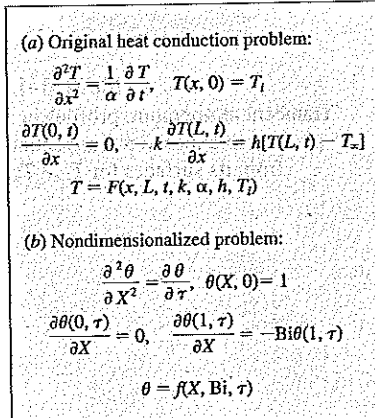 (a) Original heat conduction problem:
∂²T/∂x² = 1/α ∂T/∂t, T(x, 0) = Tᵢ
∂T(0, t)/∂x = 0, −k ∂T(L, t)/∂x = h[T(L, t) − T∞]
T = F(x, L, t, k, α, h, Tᵢ)
(b) Nondimensionalized problem:
∂²θ/∂X² = ∂θ/∂τ, θ(X, 0) = 1
∂θ(0, τ)/∂X = 0, ∂θ(1, τ)/∂X = −Biθ(1, τ)
θ = f(X, Bi, τ)